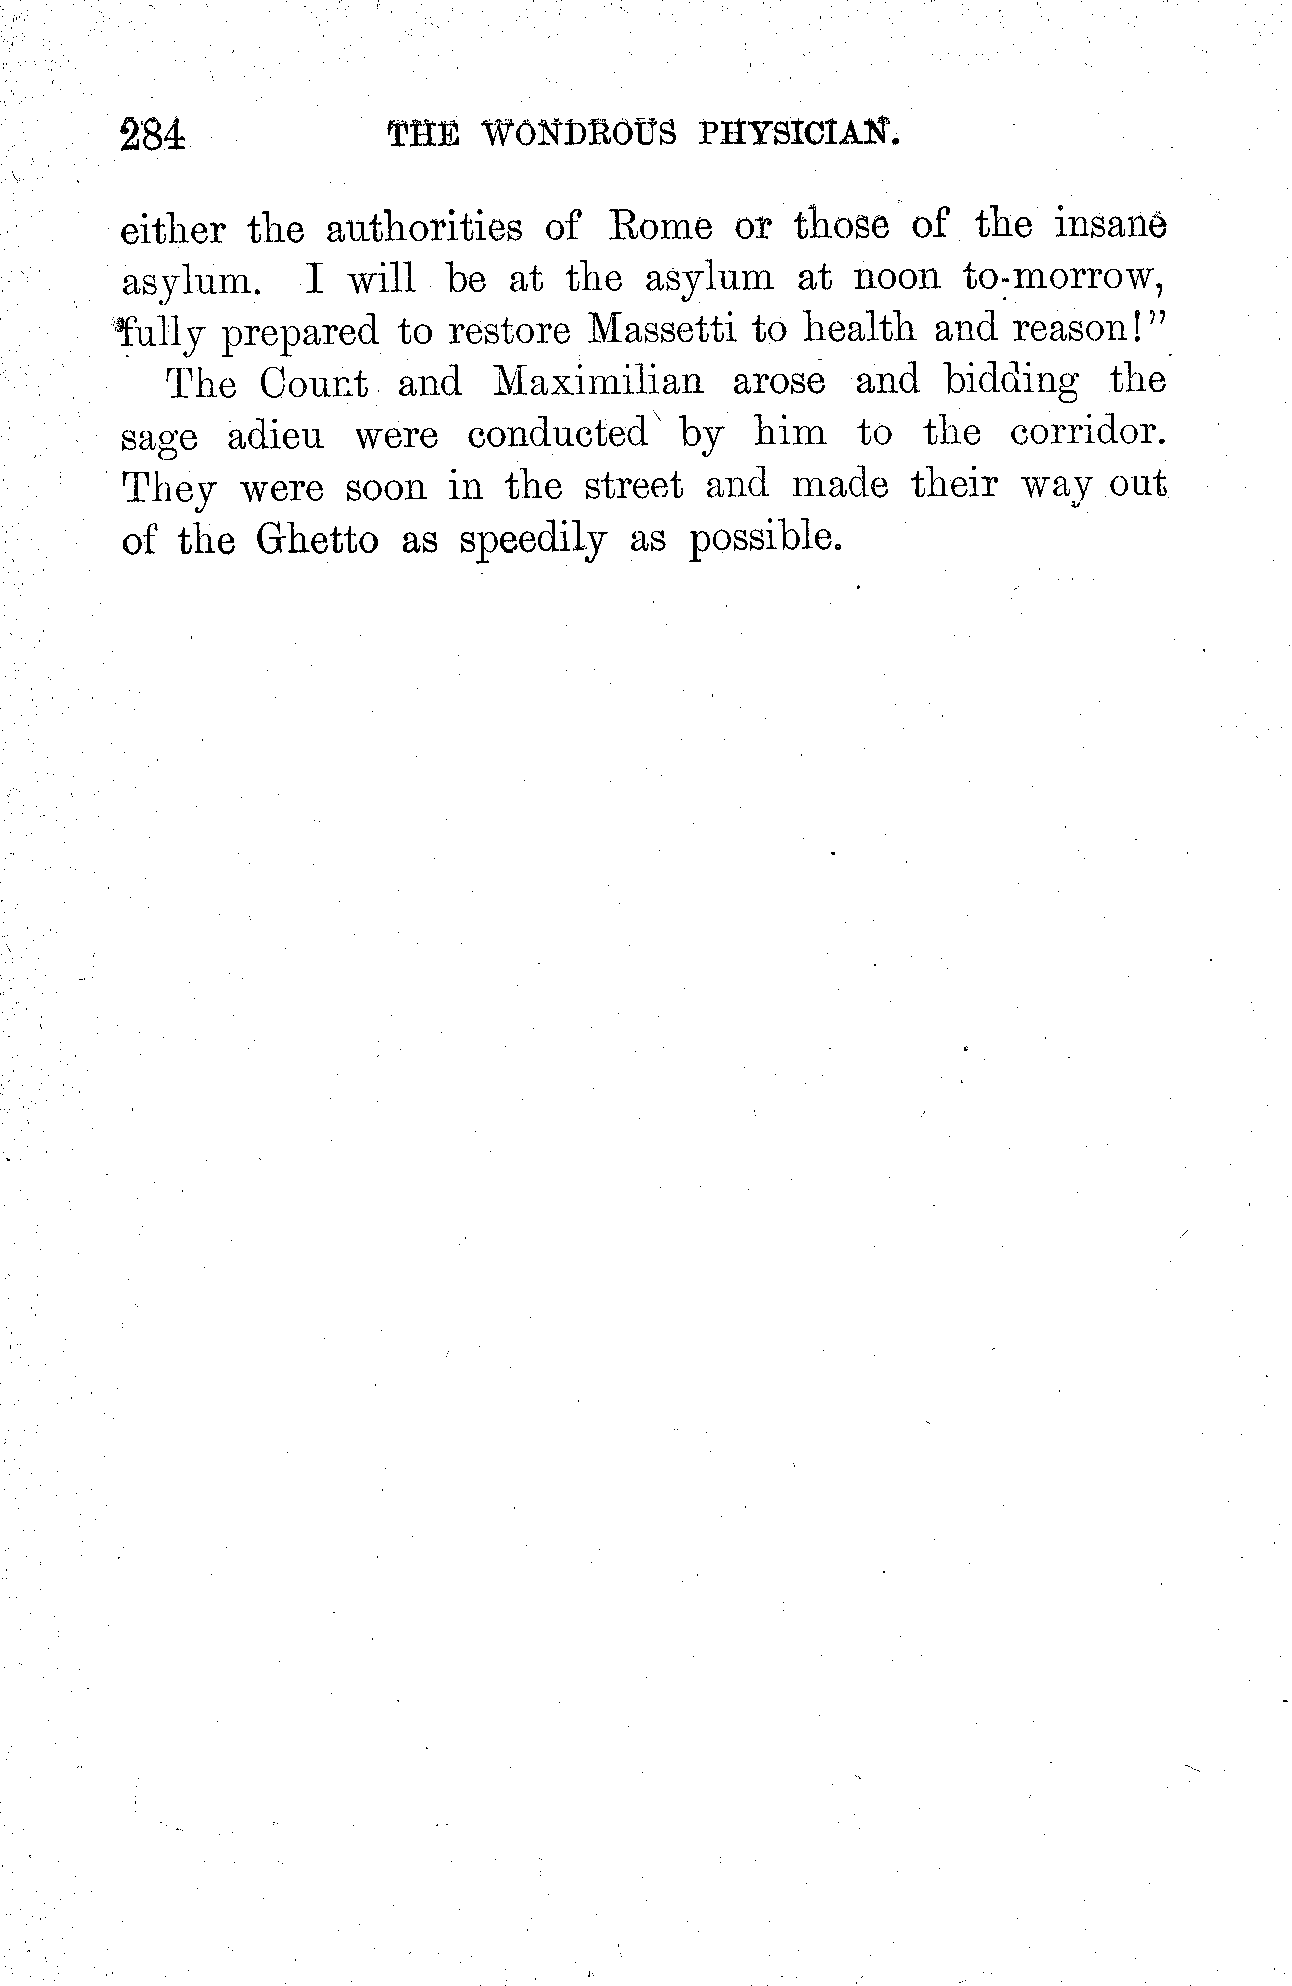 284 THE WONDROUS PHYSICIAN.
either the authorities of Rome or those of the insane
asylum. I will be at the asylum at noon to-morrow,
fully prepared to restore Massetti to health and reason!”
The Count and Maximilian arose and bidding the
sage adieu were conducted by him to the corridor.
They were soon in the street and made their way out
of the Ghetto as speedily as possible.